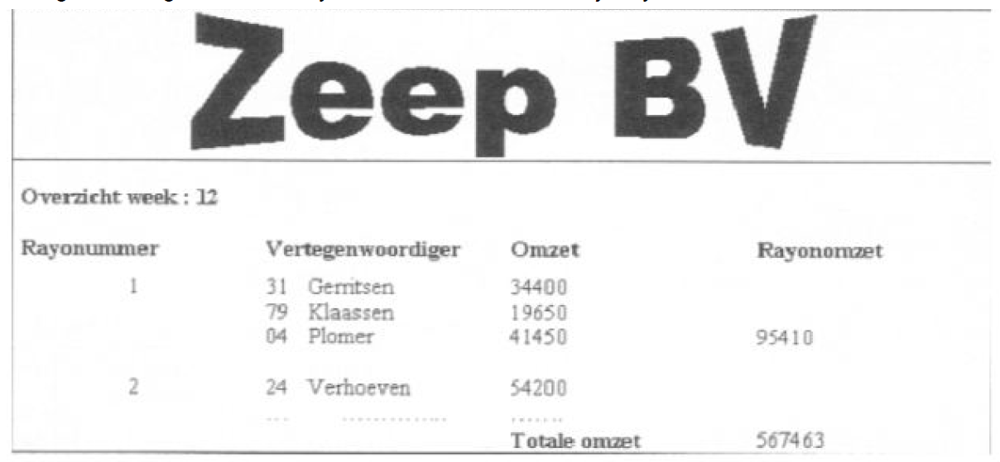 Zeep BV
Overzicht week : 12
Rayonummer Vertegenwoordiger Omzet Rayonomzet
1 31 Gerritsen 34400
79 Klaassen 19650
04 Plomer 41450 95410
2 24 Verhoeven 54200
... ............. .......
Totale omzet 567463